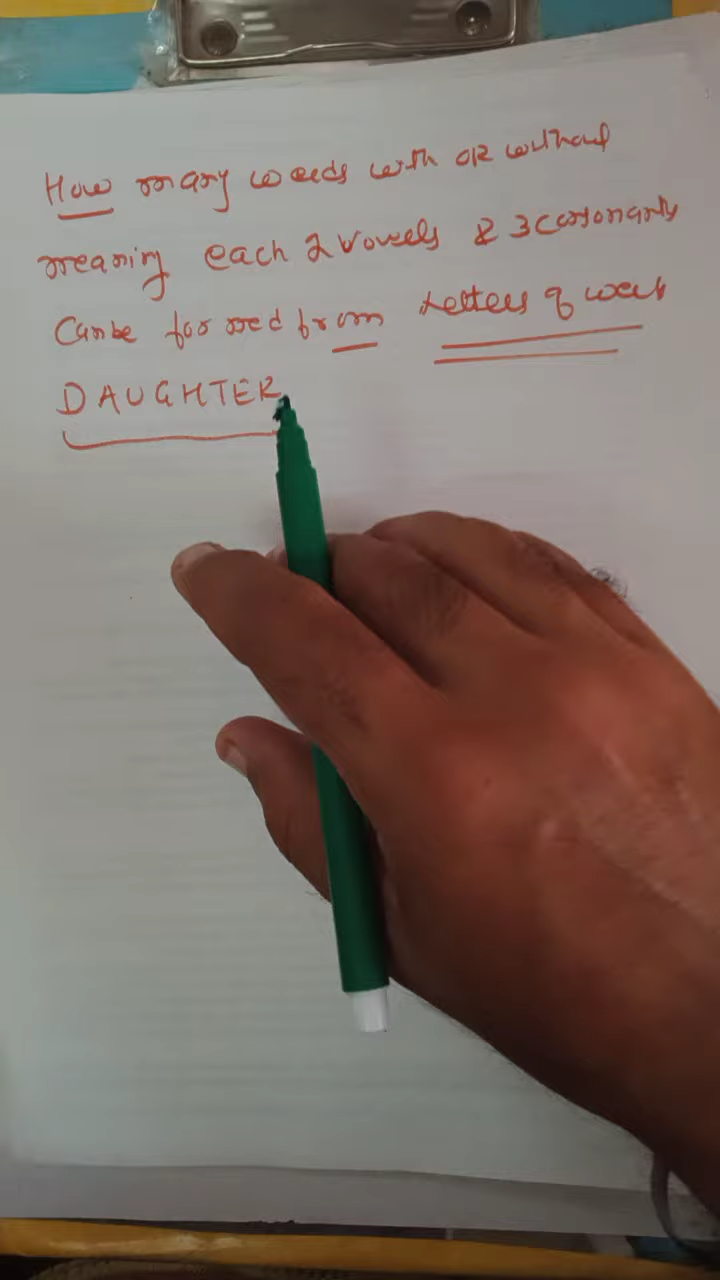 How many words with OR without
meaning each 2 Vowels & 3 consonants
Can be formed from Letters of word
DAUGHTER